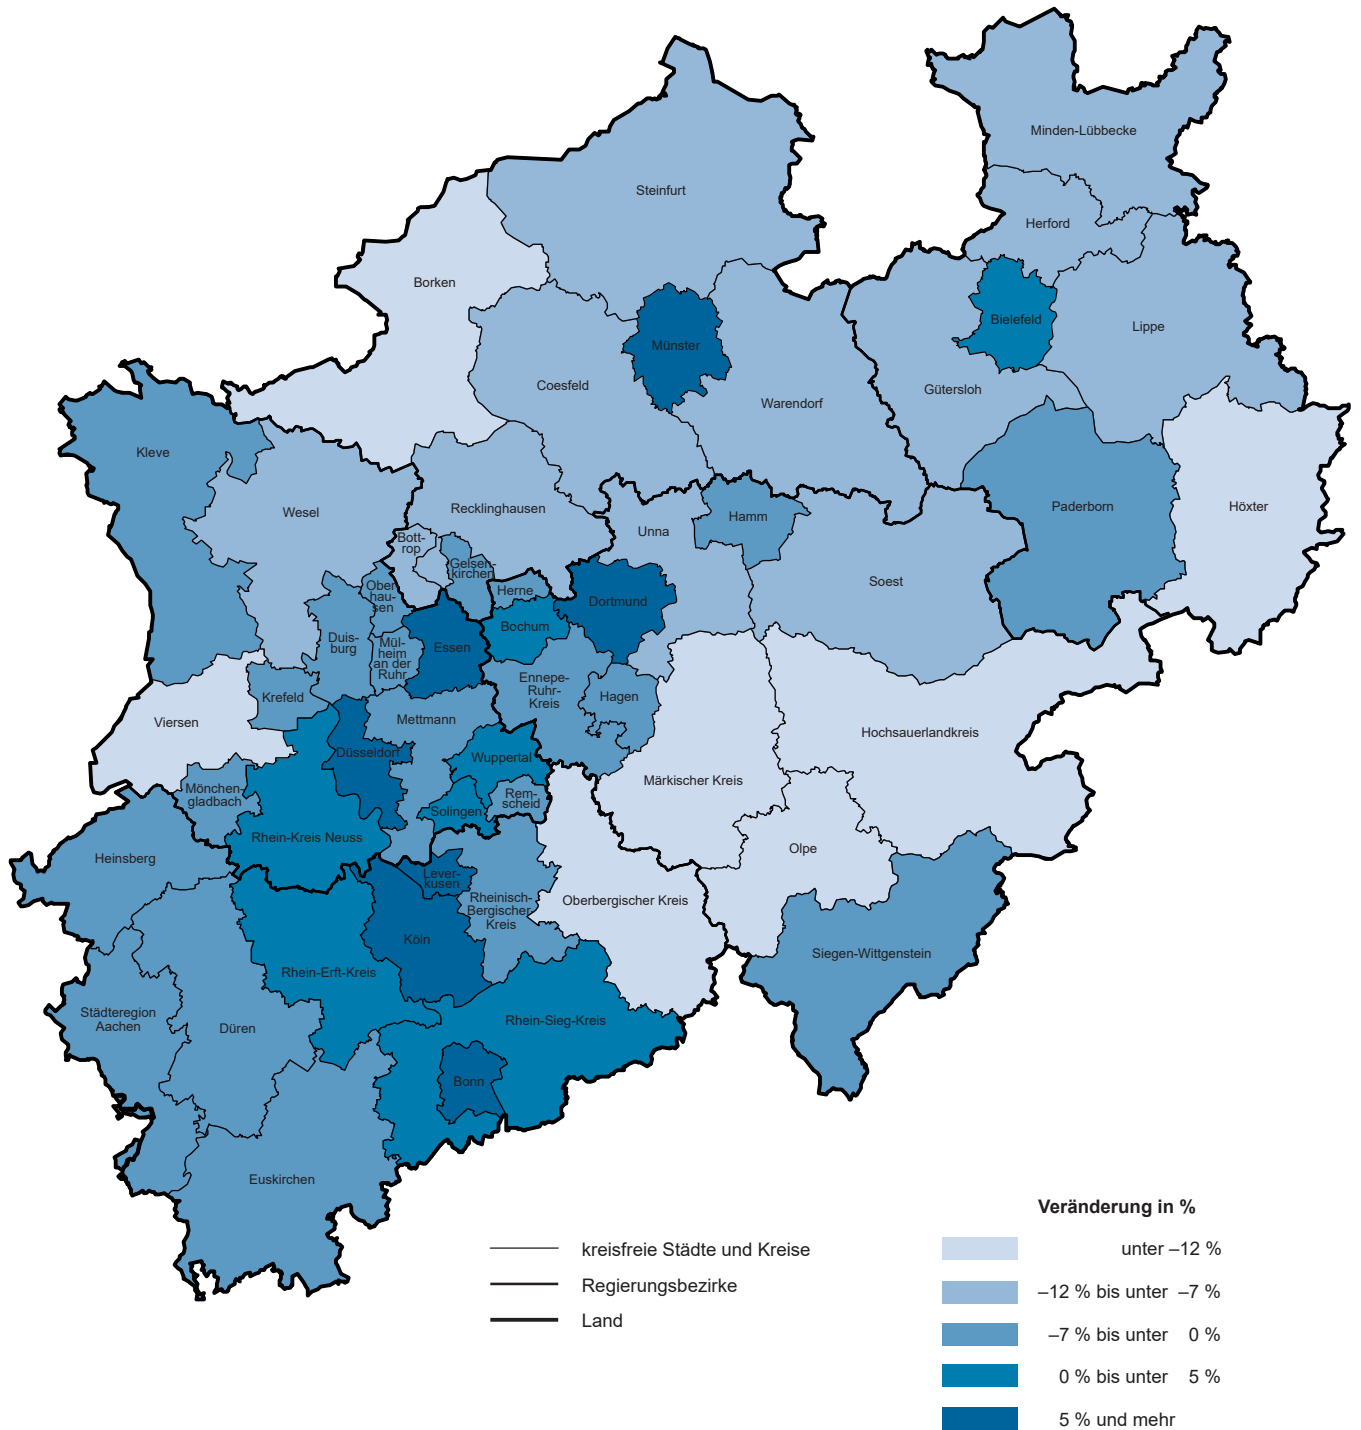 Minden-Lübbecke
Steinfurt
Herford
Borken
Bielefeld
Lippe
Münster
Coesfeld
Gütersloh
Warendorf
Kleve
Wesel
Recklinghausen
Hamm
Paderborn
Höxter
Unna
Bott-
rop
Gelsen-
kirchen
Soest
Ober-
hau-
sen
Herne
Dortmund
Bochum
Duis-
burg
Mül-
heim
an der
Ruhr
Essen
Ennepe-
Ruhr-
Kreis
Hagen
Krefeld
Viersen
Mettmann
Hochsauerlandkreis
Düsseldorf
Wuppertal
Märkischer Kreis
Mönchen-
gladbach
Rem-
scheid
Solingen
Rhein-Kreis Neuss
Olpe
Heinsberg
Lever-
kusen
Rheinisch-
Bergischer
Kreis
Oberbergischer Kreis
Köln
Siegen-Wittgenstein
Rhein-Erft-Kreis
Städteregion
Aachen
Düren
Rhein-Sieg-Kreis
Bonn
Euskirchen
kreisfreie Städte und Kreise
Regierungsbezirke
Land
Veränderung in %
unter –12 %
–12 % bis unter –7 %
–7 % bis unter 0 %
0 % bis unter 5 %
5 % und mehr